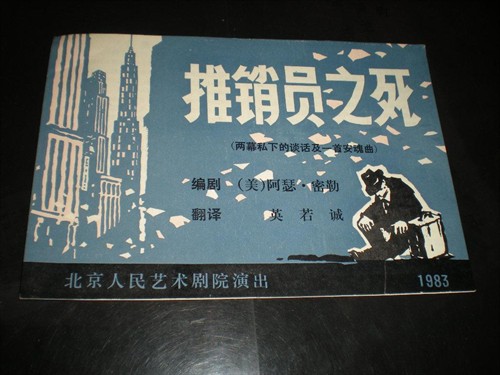 推销员之死
(两幕私下的谈话及一首安魂曲)
编剧 (美)阿瑟·密勒
翻译 英若诚
北京人民艺术剧院演出 1983